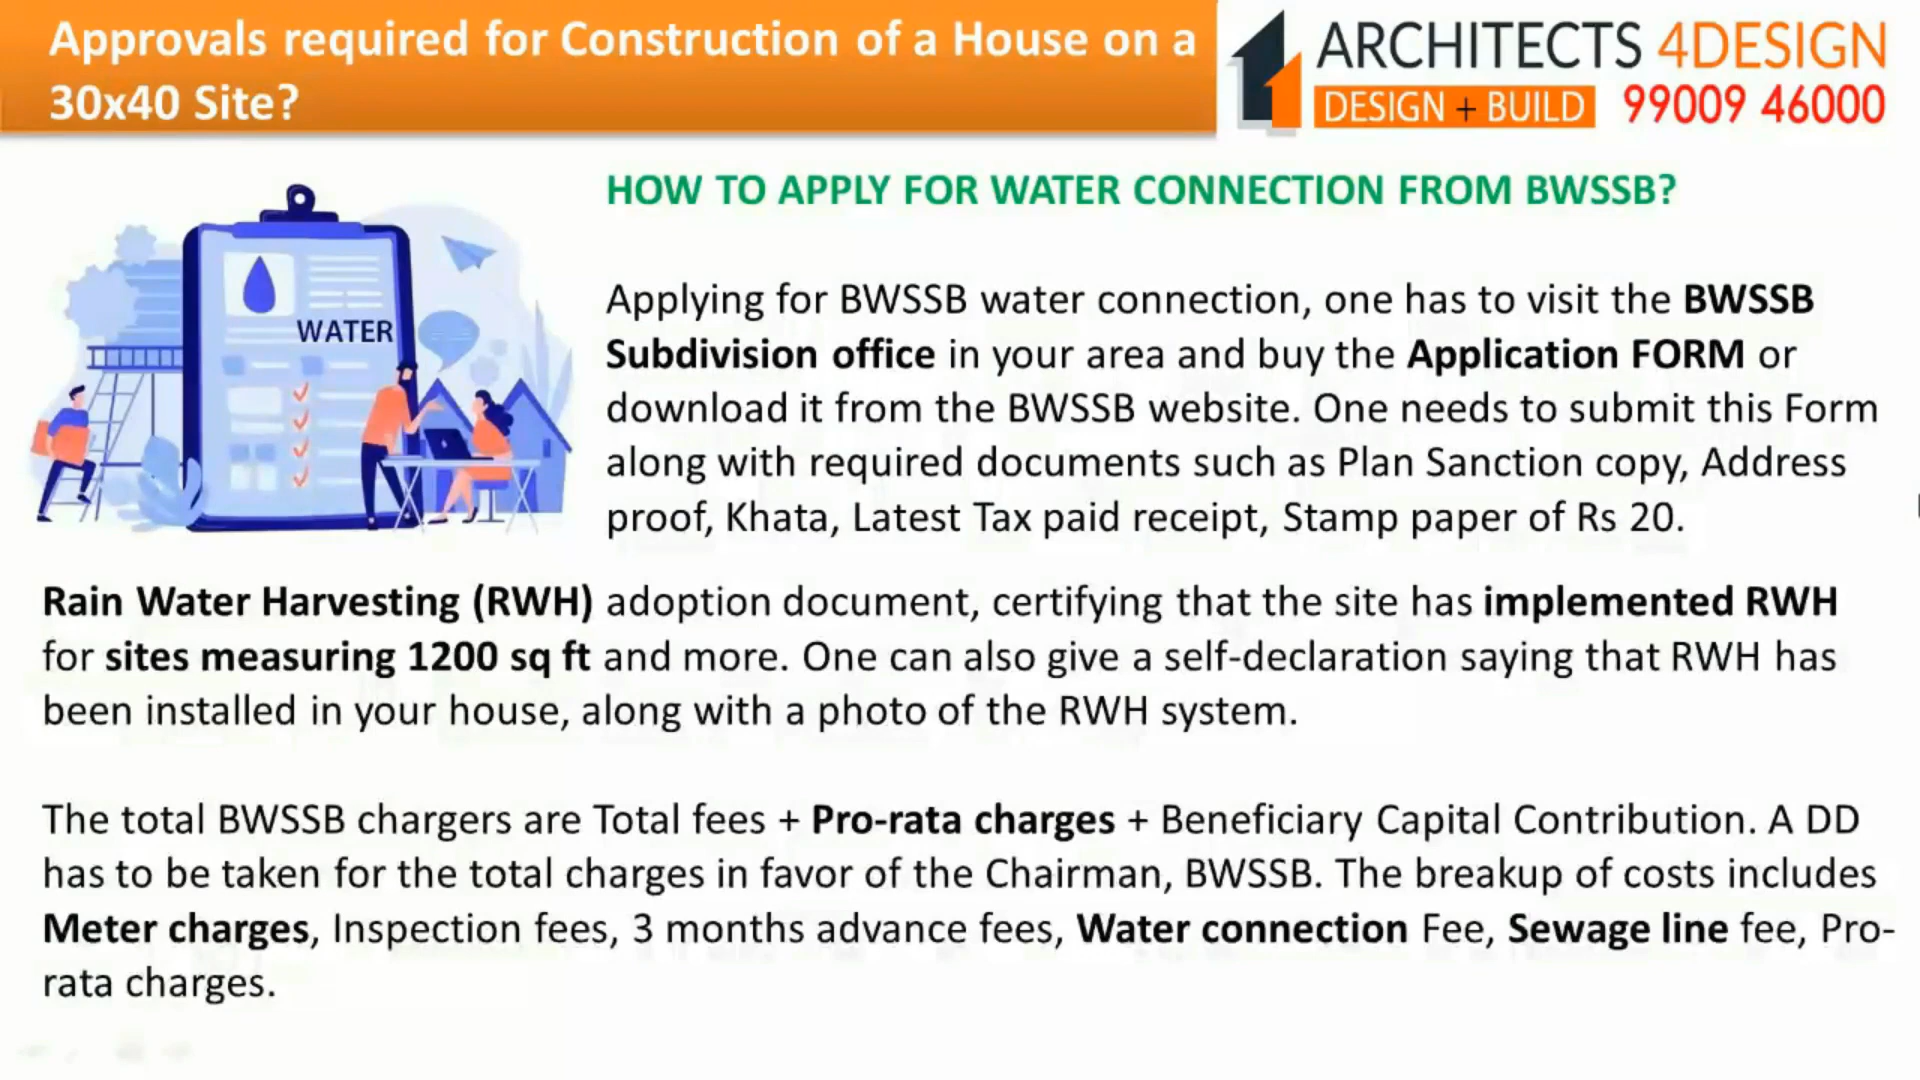 Approvals required for Construction of a House on a
30x40 Site?
ARCHITECTS 4DESIGN
DESIGN + BUILD 99009 46000
HOW TO APPLY FOR WATER CONNECTION FROM BWSSB?
WATER
Applying for BWSSB water connection, one has to visit the BWSSB
Subdivision office in your area and buy the Application FORM or
download it from the BWSSB website. One needs to submit this Form
along with required documents such as Plan Sanction copy, Address
proof, Khata, Latest Tax paid receipt, Stamp paper of Rs 20.
Rain Water Harvesting (RWH) adoption document, certifying that the site has implemented RWH
for sites measuring 1200 sq ft and more. One can also give a self-declaration saying that RWH has
been installed in your house, along with a photo of the RWH system.
The total BWSSB chargers are Total fees + Pro-rata charges + Beneficiary Capital Contribution. A DD
has to be taken for the total charges in favor of the Chairman, BWSSB. The breakup of costs includes
Meter charges, Inspection fees, 3 months advance fees, Water connection Fee, Sewage line fee, Pro-
rata charges.